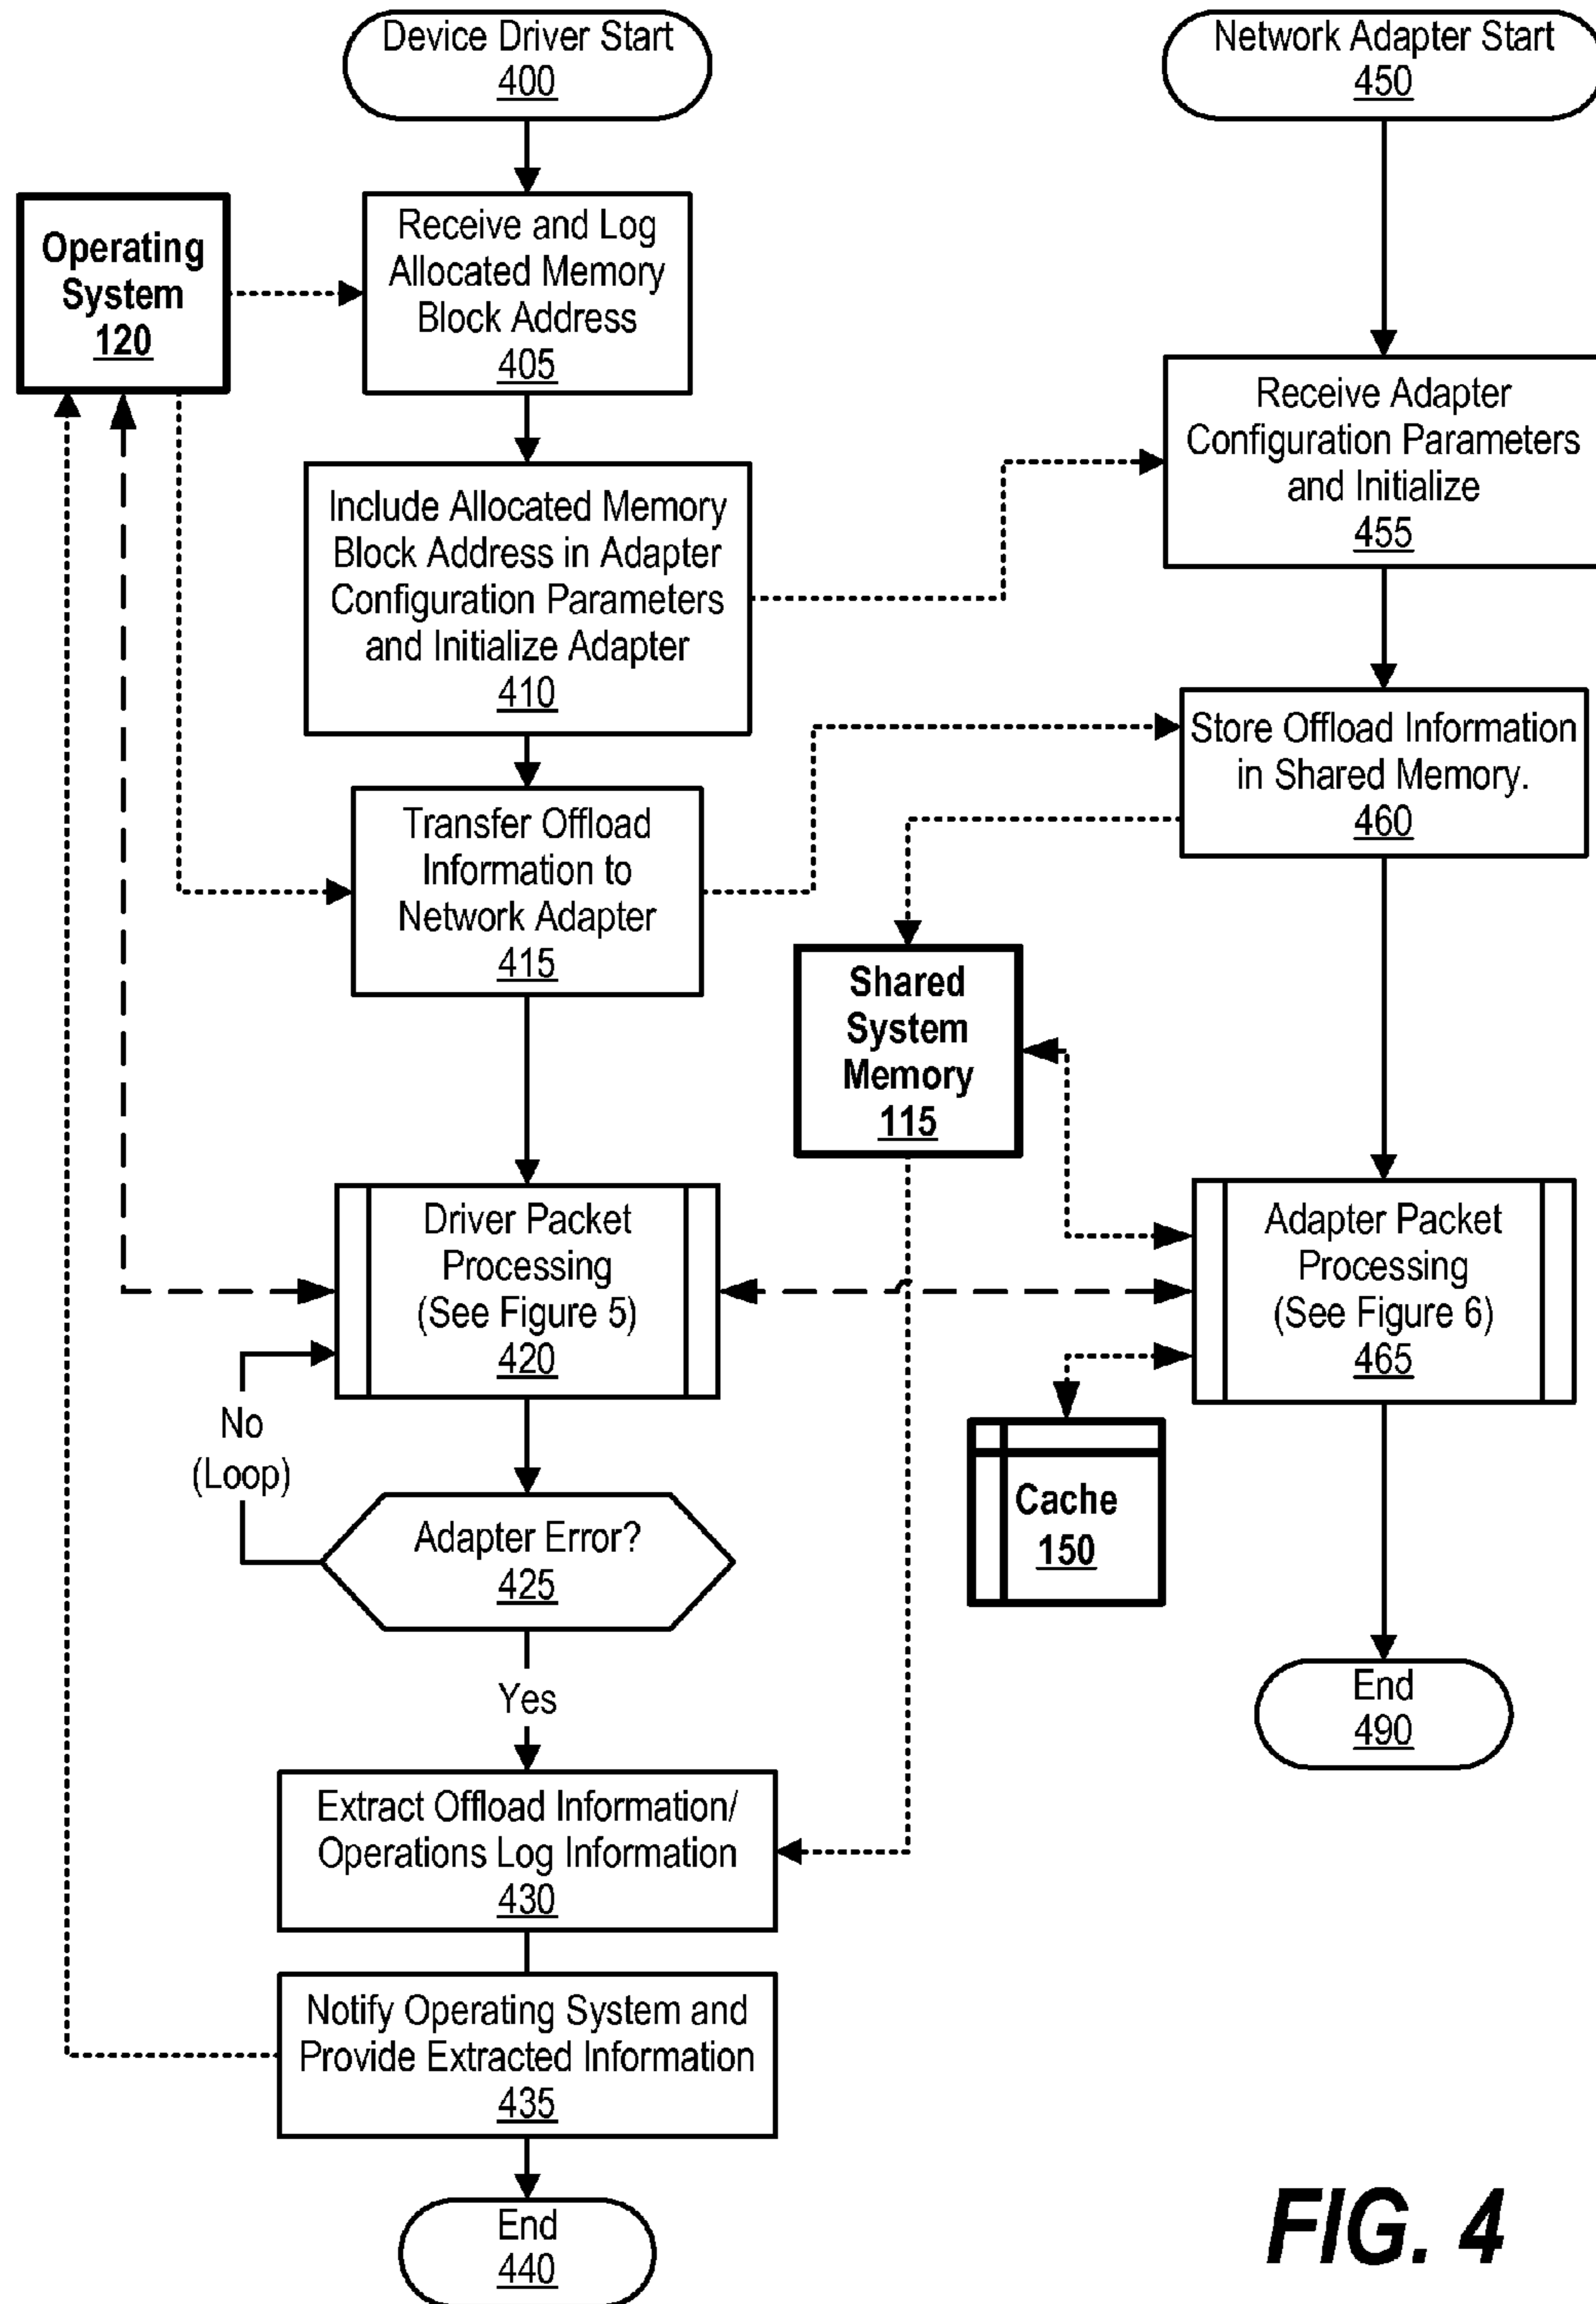 Device Driver Start
400
Network Adapter Start
450
Operating
System
120
Receive and Log
Allocated Memory
Block Address
405
Receive Adapter
Configuration Parameters
and Initialize
455
Include Allocated Memory
Block Address in Adapter
Configuration Parameters
and Initialize Adapter
410
Store Offload Information
in Shared Memory.
460
Transfer Offload
Information to
Network Adapter
415
Shared
System
Memory
115
Driver Packet
Processing
(See Figure 5)
420
Adapter Packet
Processing
(See Figure 6)
465
No
(Loop)
Cache
150
Adapter Error?
425
Yes
End
490
Extract Offload Information/
Operations Log Information
430
Notify Operating System and
Provide Extracted Information
435
End
440
FIG. 4